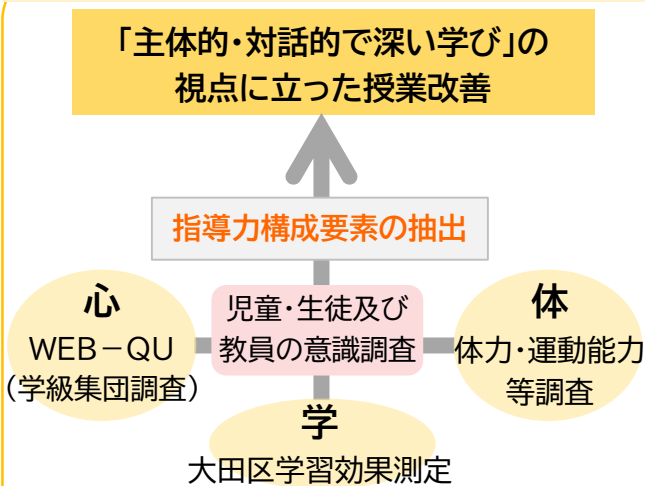 「主体的・対話的で深い学び」の
視点に立った授業改善
指導力構成要素の抽出
心
WEB－QU
（学級集団調査）
児童・生徒及び
教員の意識調査
体
体力・運動能力
等調査
学
大田区学習効果測定